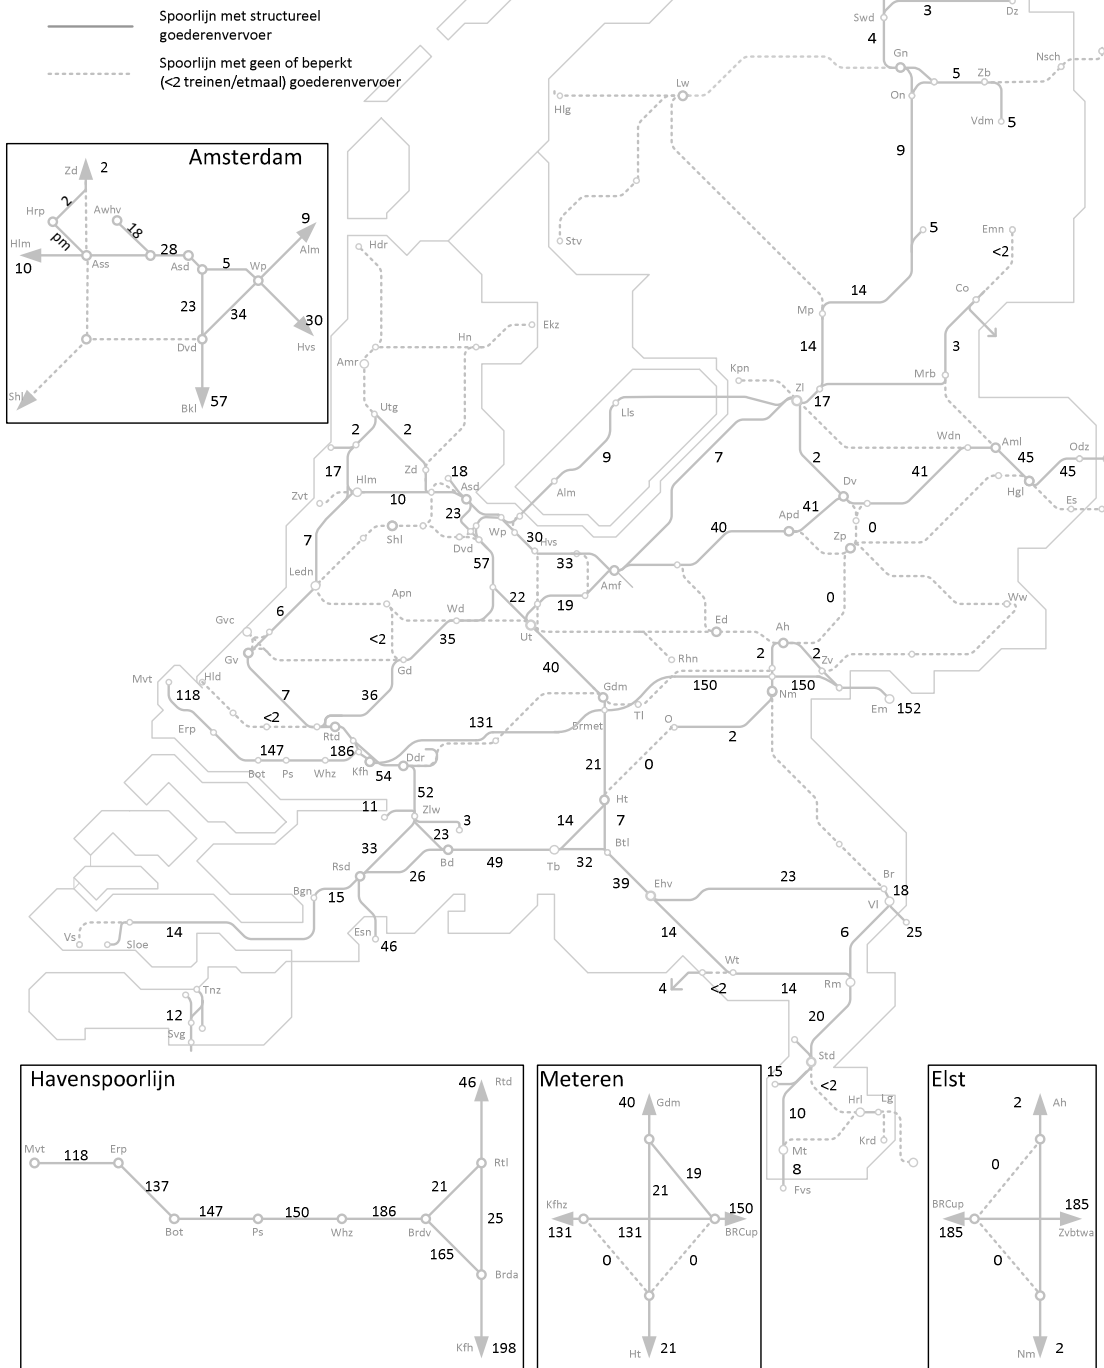 Spoorlijn met structureel
goederenvervoer
Spoorlijn met geen of beperkt
(<2 treinen/etmaal) goederenvervoer
Swd
3
Dz
4
Gn
5
Zb
Nsch
On
Vdm
5
Lw
Hlg
9
Stv
5
Emn
<2
Co
14
Mp
14
3
Mrb
Kpn
Zl
17
Amsterdam
Zd
2
Hrp
2
Awhv
18
9
Hlm
pm
10
Ass
28
Asd
5
Wp
Alm
23
34
30
Hvs
Dvd
Shl
Bkl
57
Hdr
Ekz
Hn
Amr
Utg
2
2
Zd
18
17
Hlm
10
Asd
23
Zvt
Lls
9
7
Alm
2
Dv
Wdn
Aml
45
Odz
41
45
Hgl
Es
41
Apd
40
0
Zp
7
Shl
Dvd
Wp
30
Hvs
33
57
Amf
Ledn
22
19
Apn
Wd
6
Gvc
<2
35
Ut
Ed
Ah
0
Ww
Gv
Gd
40
Rhn
2
2
Zv
Mvt
118
Hld
7
36
Gdm
150
150
Nm
Em
152
Erp
<2
Rtd
131
Brmet
Tl
O
2
147
186
Bot
Ps
Whz
Kfh
54
Ddr
21
0
52
11
Zlw
3
Ht
23
14
7
33
Btl
Rsd
Bd
49
Tb
32
26
39
Ehv
23
Br
18
Vl
Bgn
15
14
Vs
Sloe
Esn
46
14
6
25
Wt
4
<2
14
Rm
Tnz
12
Svg
20
Std
15
<2
10
Hrl
Lg
Krd
Mt
8
Fvs
Havenspoorlijn
46
Rtd
Mvt
118
Erp
Rtl
137
21
147
150
186
25
Bot
Ps
Whz
Brdv
165
Brda
Kfh
198
Meteren
40
Gdm
19
21
Kfhz
150
131
131
BRCup
0
0
Ht
21
Elst
2
Ah
0
BRCup
185
185
Zvbtwa
0
Nm
2